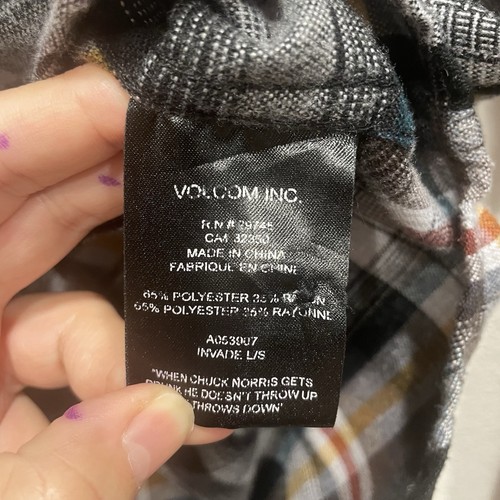 VOLCOM INC.
R.N # 29745
CA# 32350
MADE IN CHINA
FABRIQUE EN CHINE
65% POLYESTER 35% RAYON
65% POLYESTER 35% RAYONNE
A053007
INVADE L/S
"WHEN CHUCK NORRIS GETS
DRUNK HE DOESN'T THROW UP
THROWS DOWN"